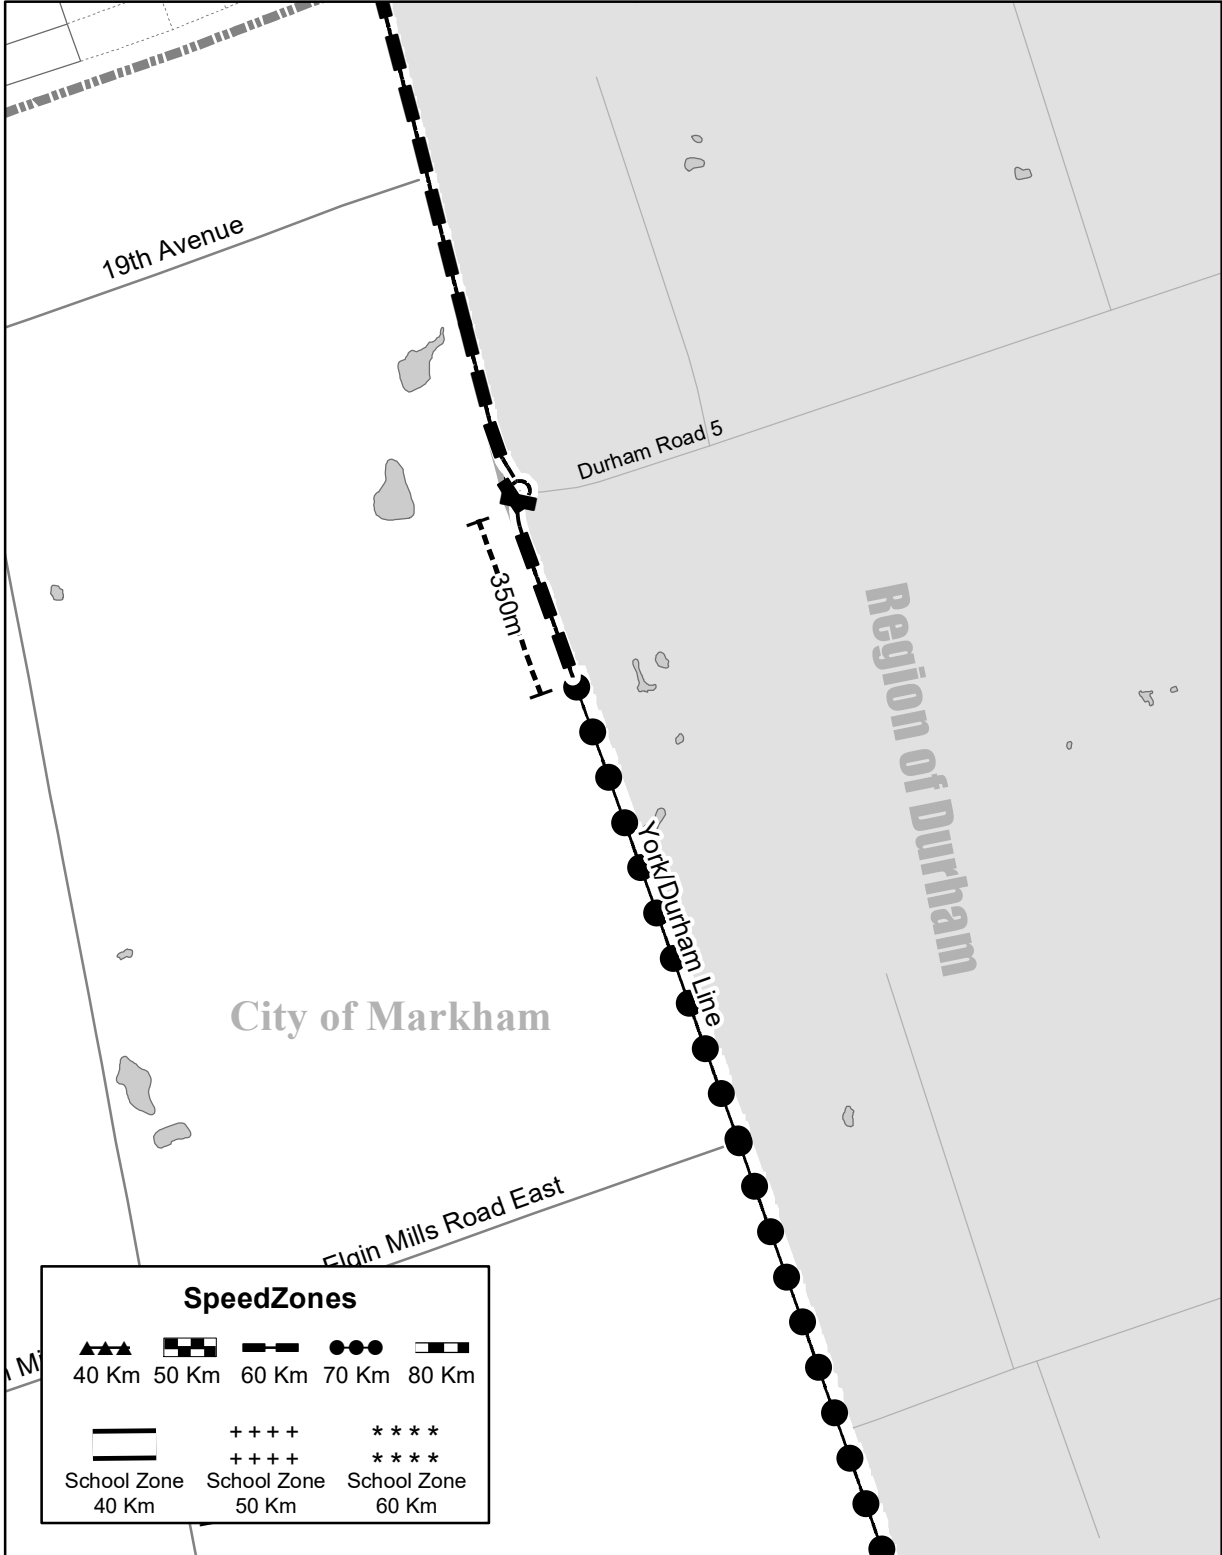 19th Avenue
Durham Road 5
350m
Region of Durham
York/Durham Line
City of Markham
Elgin Mills Road East
SpeedZones
40 Km 50 Km 60 Km 70 Km 80 Km
School Zone School Zone School Zone
40 Km 50 Km 60 Km